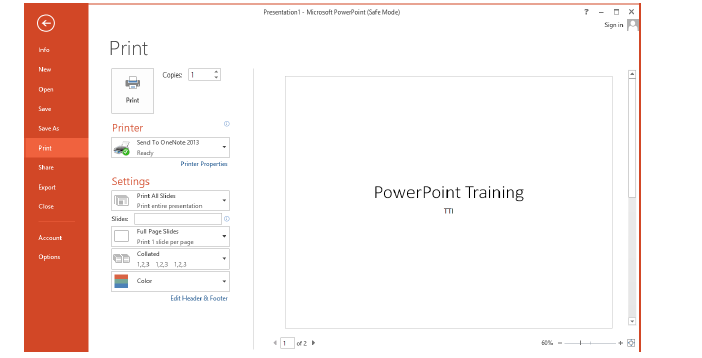 Presentation1 - Microsoft PowerPoint (Safe Mode)
?
Sign in
Info
New
Open
Save
Save As
Print
Share
Export
Close
Account
Options
Print
Print
Copies: 1
Printer
Send To OneNote 2013
Ready
Printer Properties
Settings
Print All Slides
Print entire presentation
Slides:
Full Page Slides
Print 1 slide per page
Collated
1,2,3 1,2,3 1,2,3
Color
Edit Header & Footer
PowerPoint Training
TTI
1 of 2
60%